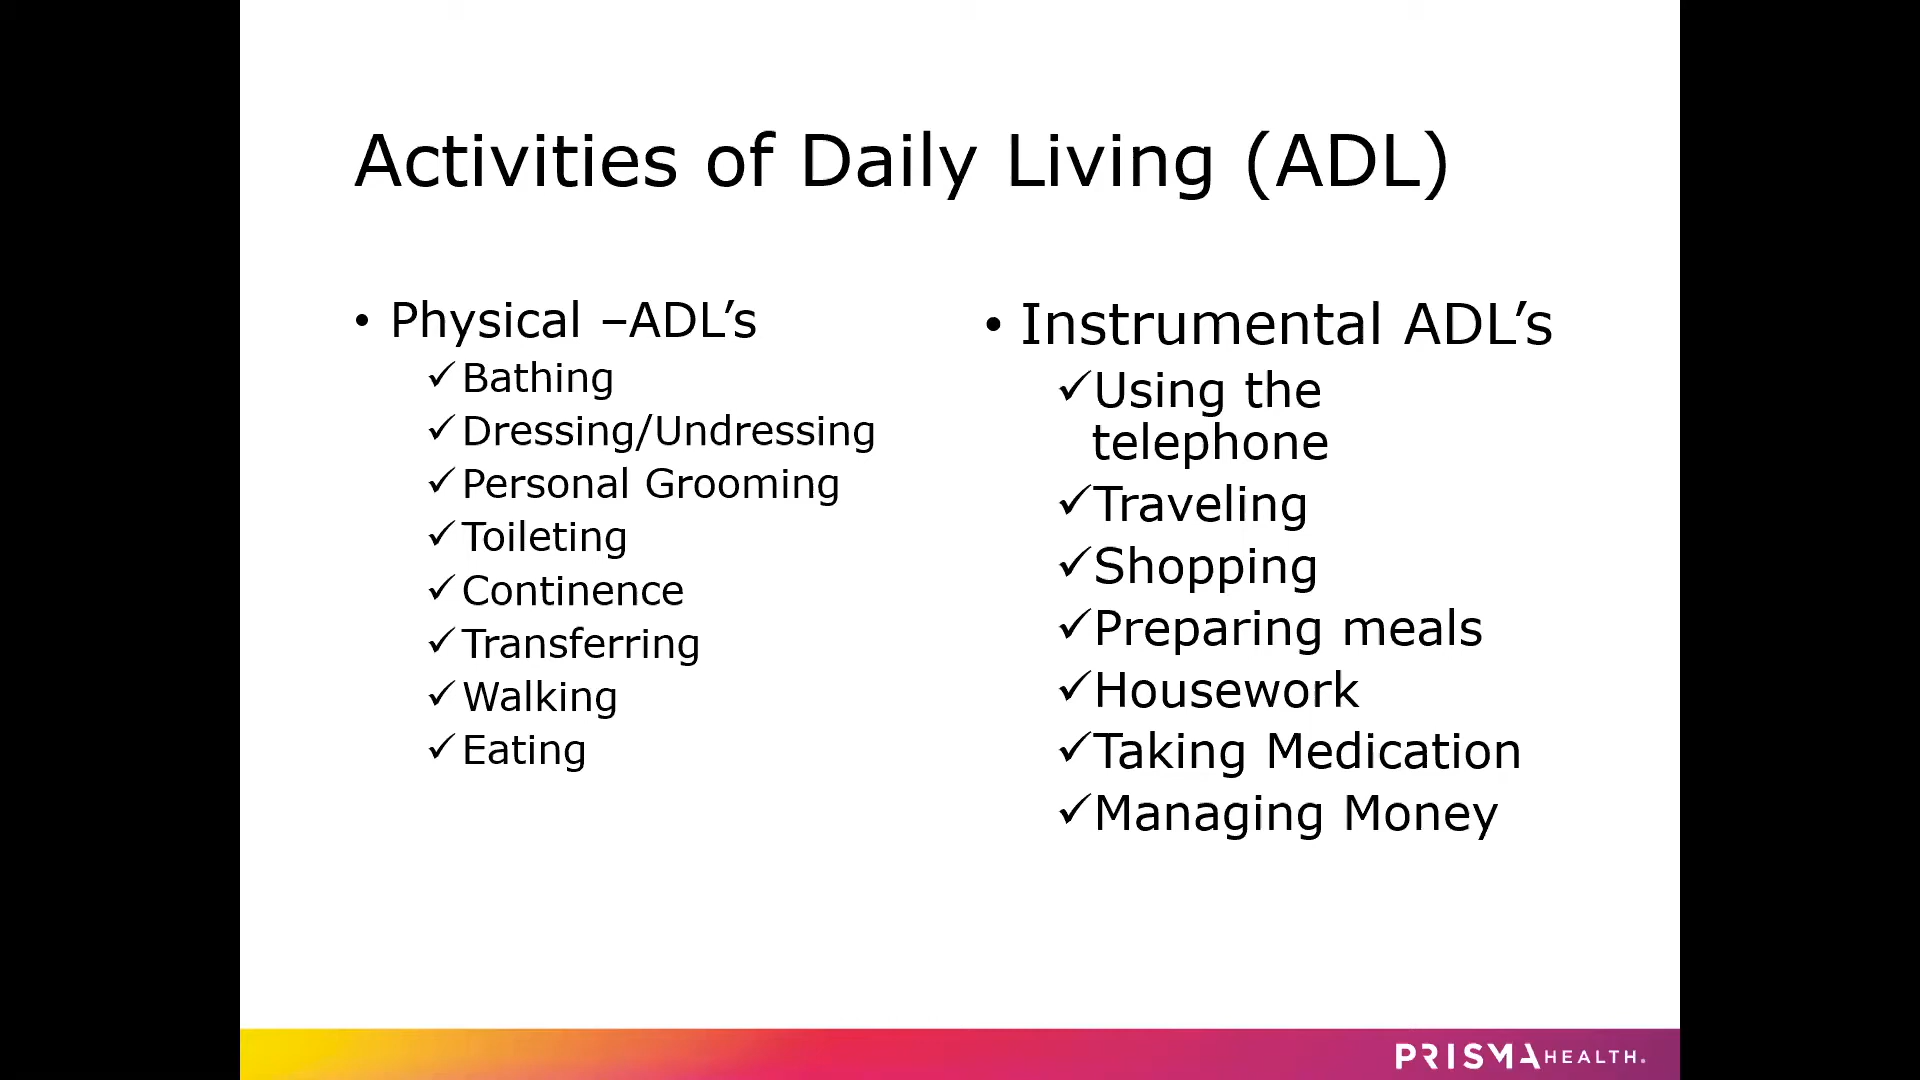 Activities of Daily Living (ADL)
• Physical –ADL’s
✓Bathing
✓Dressing/Undressing
✓Personal Grooming
✓Toileting
✓Continence
✓Transferring
✓Walking
✓Eating
• Instrumental ADL’s
✓Using the
telephone
✓Traveling
✓Shopping
✓Preparing meals
✓Housework
✓Taking Medication
✓Managing Money
PRISMA HEALTH.